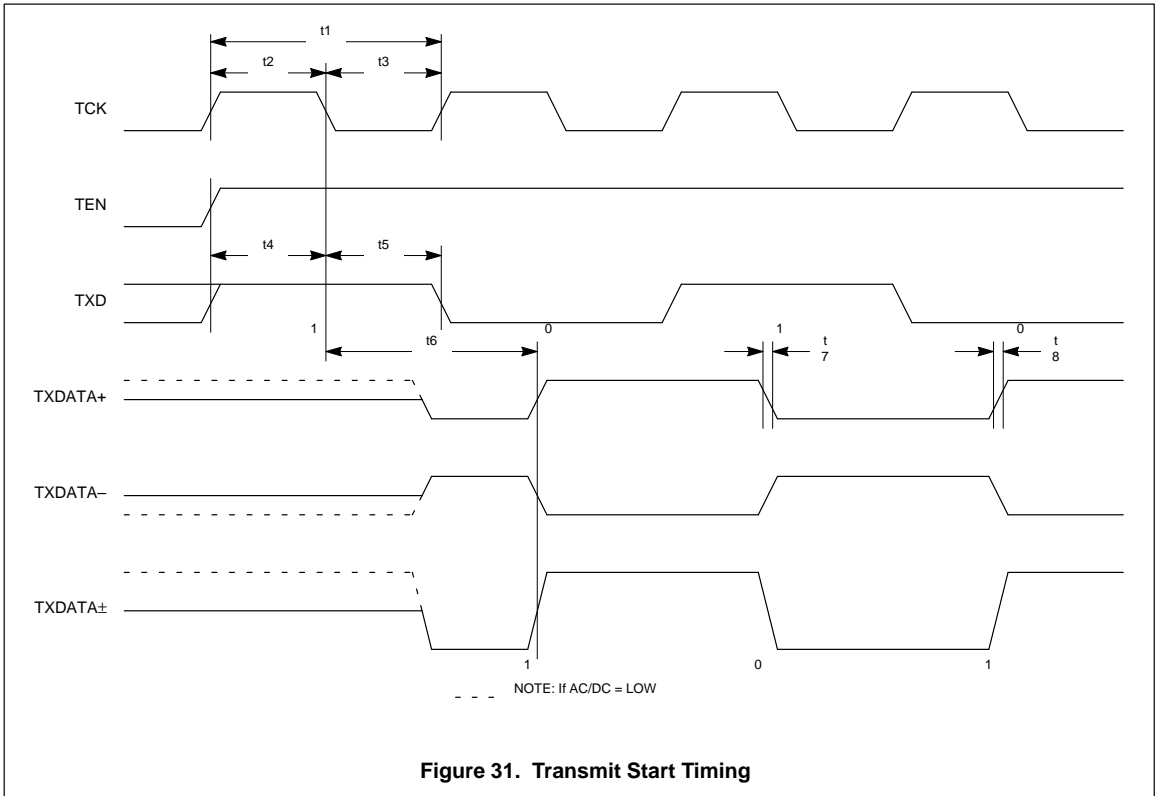 t1
t2
t3
TCK
TEN
t4
t5
TXD
1
0
1
0
t6
t
7
t
8
TXDATA+
TXDATA–
TXDATA±
1
0
1
NOTE: If AC/DC = LOW
Figure 31. Transmit Start Timing